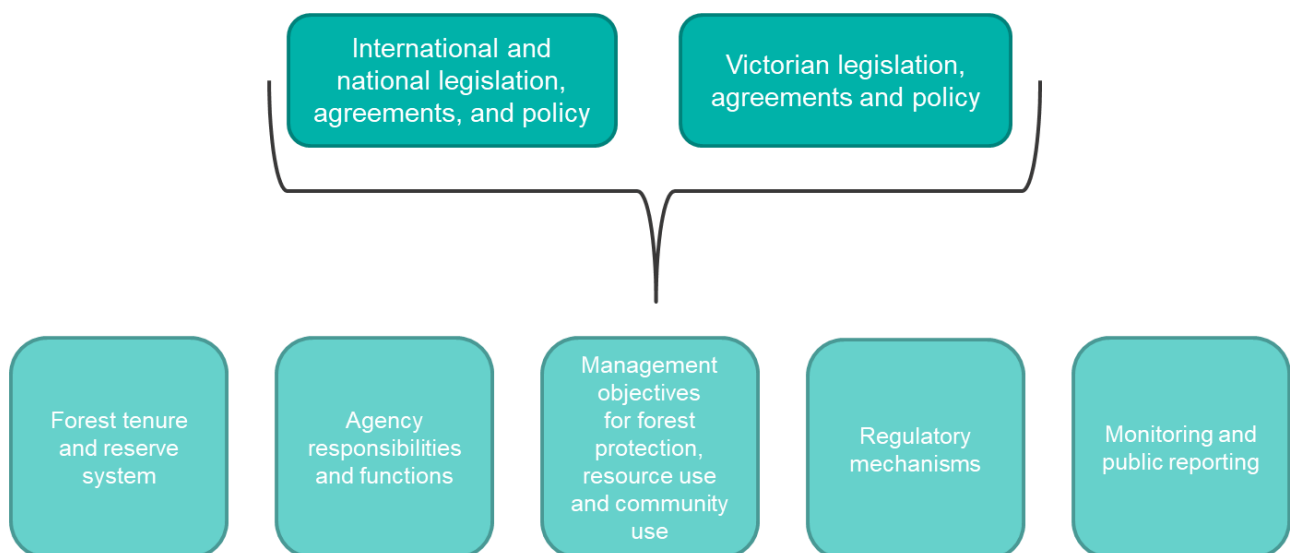 International and
national legislation,
agreements, and policy
Victorian legislation,
agreements and policy
Forest tenure
and reserve
system
Agency
responsibilities
and functions
Management
objectives
for forest
protection,
resource use
and community
use
Regulatory
mechanisms
Monitoring and
public reporting